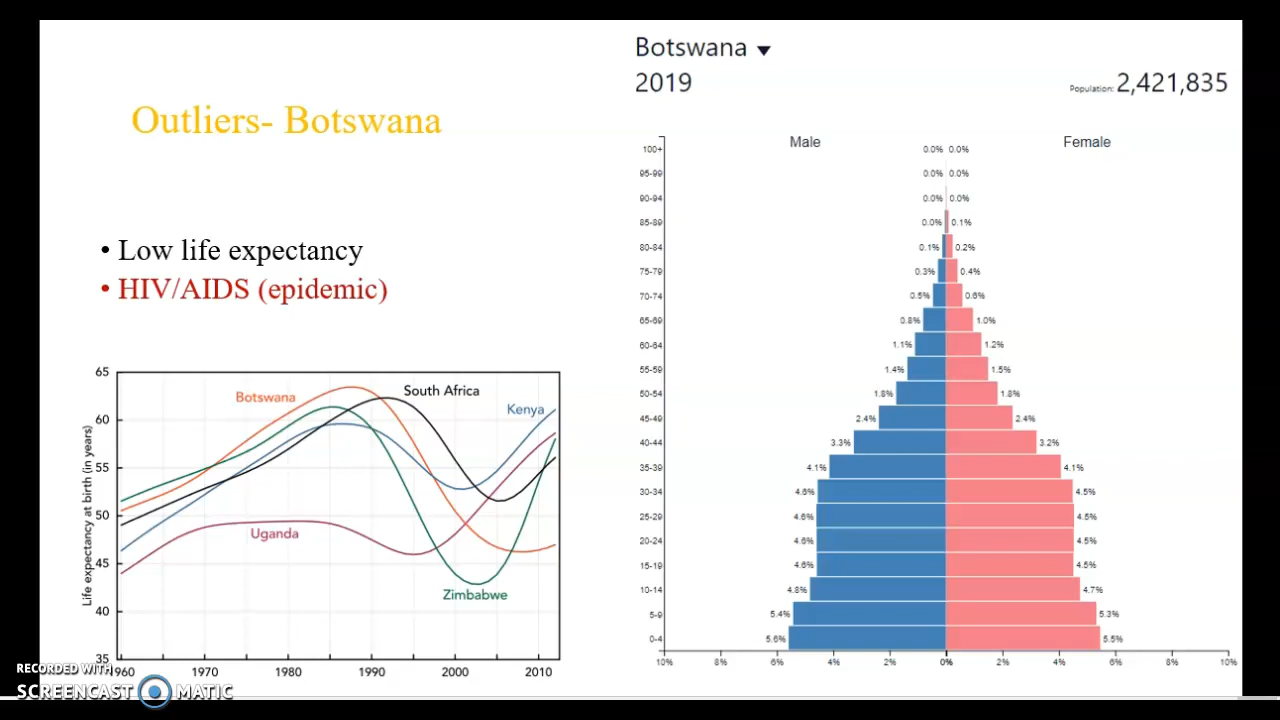 Botswana
2019
Population: 2,421,835
Outliers- Botswana
• Low life expectancy
• HIV/AIDS (epidemic)
Male Female
100+ 0.0% 0.0%
95-99 0.0% 0.0%
90-94 0.0% 0.0%
85-89 0.0% 0.1%
80-84 0.1% 0.2%
75-79 0.3% 0.4%
70-74 0.5% 0.6%
65-69 0.8% 1.0%
60-64 1.1% 1.2%
55-59 1.4% 1.5%
50-54 1.8% 1.8%
45-49 2.4% 2.4%
40-44 3.3% 3.2%
35-39 4.1% 4.1%
30-34 4.6% 4.5%
25-29 4.6% 4.5%
20-24 4.6% 4.5%
15-19 4.6% 4.5%
10-14 4.8% 4.7%
5-9 5.4% 5.3%
0-4 5.6% 5.5%
10% 8% 6% 4% 2% 0% 2% 4% 6% 8% 10%
Life expectancy at birth (in years)
65
60
55
50
45
40
35
Botswana
South Africa
Kenya
Uganda
Zimbabwe
1960 1970 1980 1990 2000 2010
RECORDED WITH
SCREENCAST MATIC